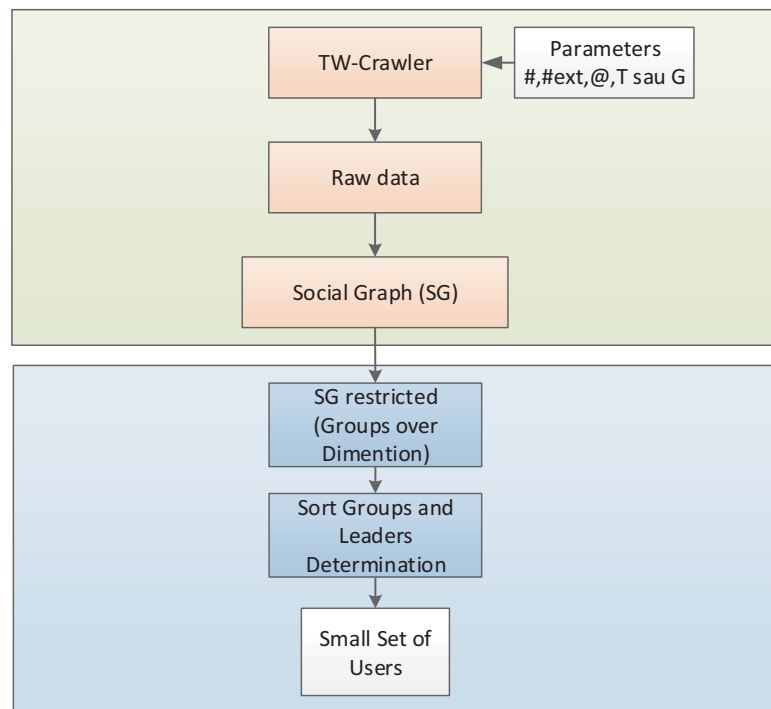 TW-Crawler
Parameters
#,#ext,@,T sau G
Raw data
Social Graph (SG)
SG restricted
(Groups over
Dimention)
Sort Groups and
Leaders
Determination
Small Set of
Users